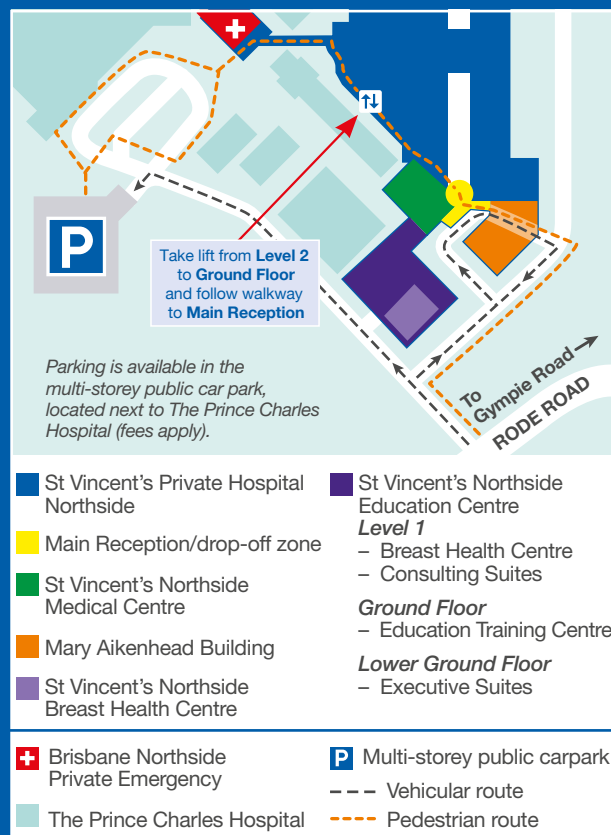 P
Take lift from Level 2
to Ground Floor
and follow walkway
to Main Reception
Parking is available in the
multi-storey public car park,
located next to The Prince Charles
Hospital (fees apply).
To
Gympie Road
RODE ROAD
St Vincent's Private Hospital
Northside
Main Reception/drop-off zone
St Vincent's Northside
Medical Centre
Mary Aikenhead Building
St Vincent's Northside
Breast Health Centre
St Vincent's Northside
Education Centre
Level 1
– Breast Health Centre
– Consulting Suites
Ground Floor
– Education Training Centre
Lower Ground Floor
– Executive Suites
Brisbane Northside
Private Emergency
The Prince Charles Hospital
P Multi-storey public carpark
Vehicular route
Pedestrian route